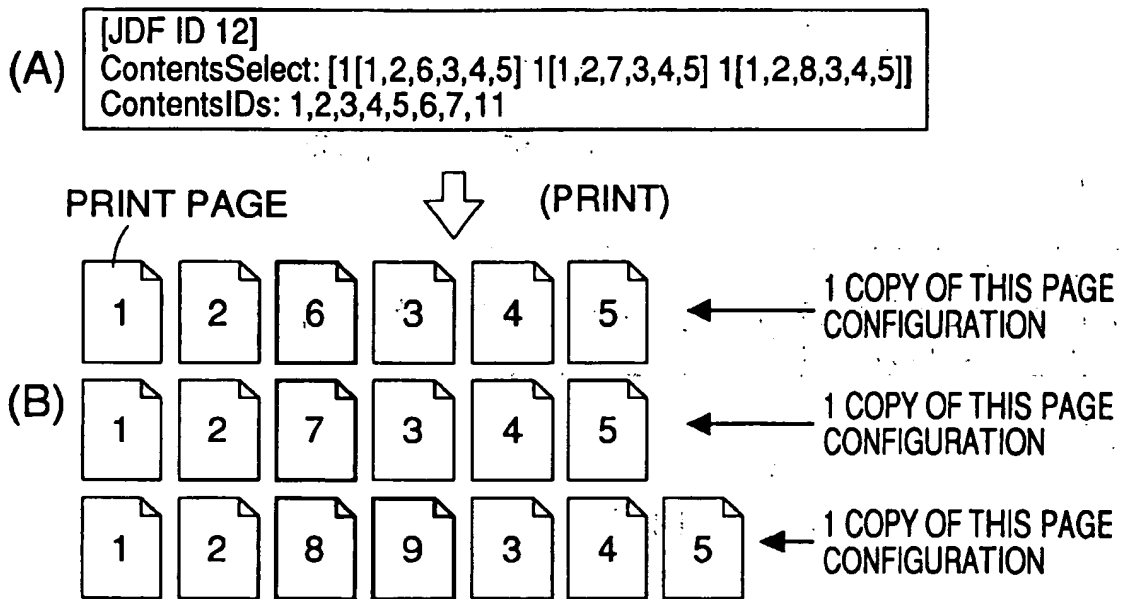 (A)
[JDF ID 12]
ContentsSelect: [1[1,2,6,3,4,5] 1[1,2,7,3,4,5] 1[1,2,8,3,4,5]]
ContentsIDs: 1,2,3,4,5,6,7,11
PRINT PAGE
(PRINT)
1 2 6 3 4 5
1 COPY OF THIS PAGE
CONFIGURATION
(B)
1 2 7 3 4 5
1 COPY OF THIS PAGE
CONFIGURATION
1 2 8 9 3 4 5
1 COPY OF THIS PAGE
CONFIGURATION